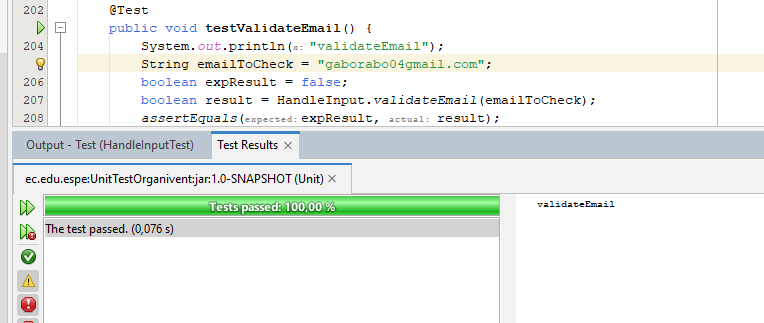 202 @Test
public void testValidateEmail() {
204 System.out.println(x: "validateEmail");
String emailToCheck = "gaborabo04gmail.com";
206 boolean expResult = false;
207 boolean result = HandleInput.validateEmail(emailToCheck);
208 assertEquals(expected: expResult, actual: result);
Output - Test (HandleInputTest) Test Results ×
ec.edu.espe:UnitTestOrganivent:jar:1.0-SNAPSHOT (Unit) ×
Tests passed: 100,00 %
validateEmail
The test passed. (0,076 s)